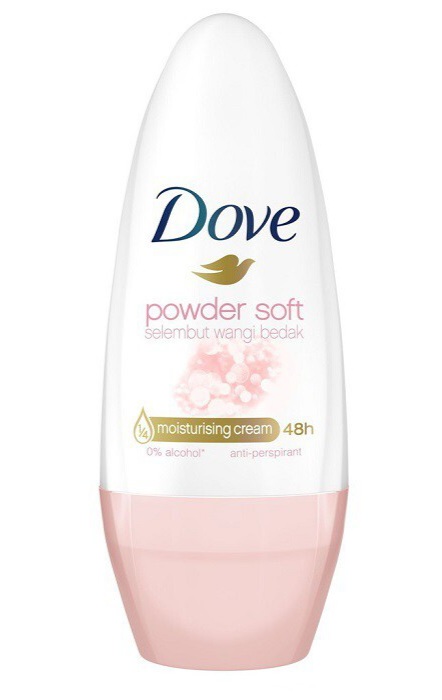 Dove
powder soft
selembut wangi bedak
1/4 moisturising cream 48h
0% alcohol* anti-perspirant